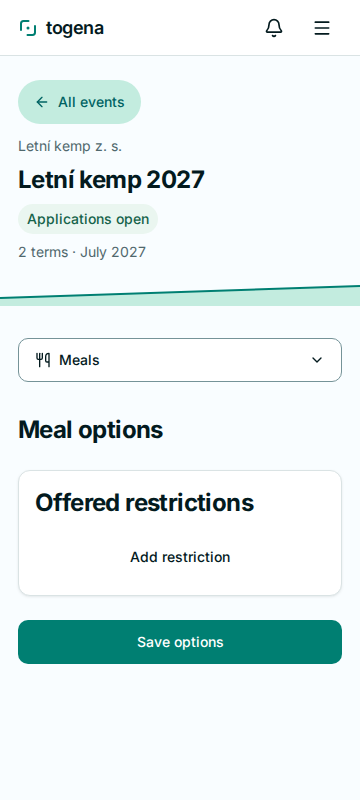 togena
All events
Letní kemp z. s.
Letní kemp 2027
Applications open
2 terms · July 2027
Meals
Meal options
Offered restrictions
Add restriction
Save options